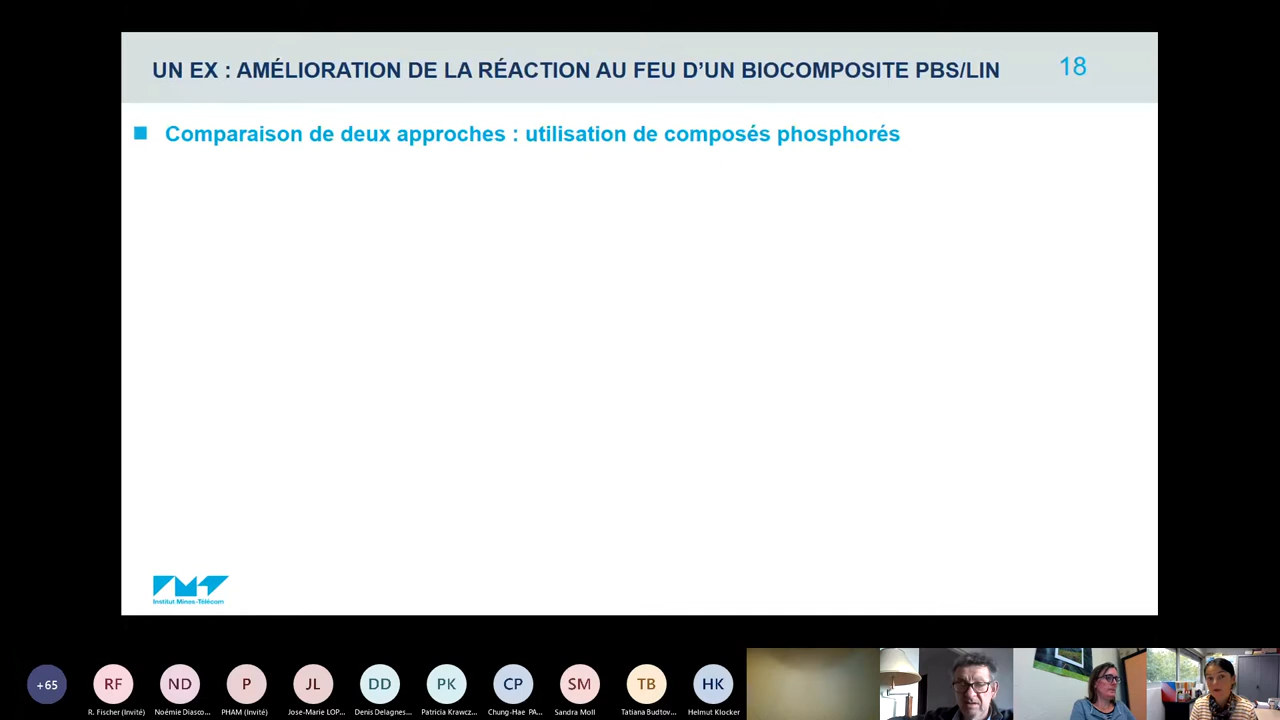 UN EX : AMÉLIORATION DE LA RÉACTION AU FEU D'UN BIOCOMPOSITE PBS/LIN
18
Comparaison de deux approches : utilisation de composés phosphorés
Institut Mines-Télécom
+65
RF
ND
P
JL
DD
PK
CP
SM
TB
HK
R. Fischer (Invité)
Noémie Diasco...
PHAM (Invité)
Jose-Marie LOP...
Denis Delagnes...
Patricia Krawcz...
Chung-Hae PA...
Sandra Moll
Tatiana Budtov...
Helmut Klocker